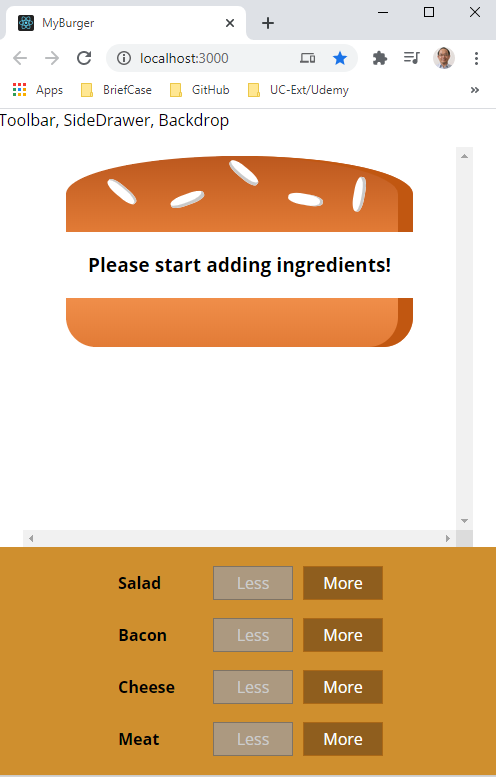 MyBurger
localhost:3000
Apps BriefCase GitHub UC-Ext/Udemy
Toolbar, SideDrawer, Backdrop
Please start adding ingredients!
Salad Less More
Bacon Less More
Cheese Less More
Meat Less More